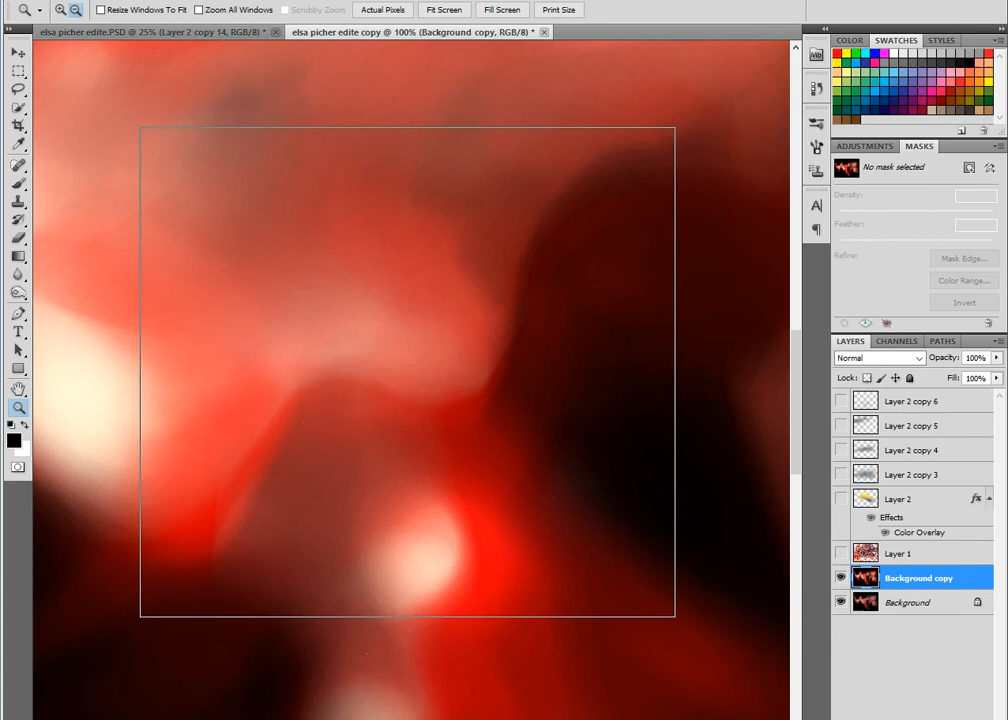 Resize Windows To Fit Zoom All Windows Scrubby Zoom Actual Pixels Fit Screen Fill Screen Print Size
elsa picher edite.PSD @ 25% (Layer 2 copy 14, RGB/8) * elsa picher edite copy @ 100% (Background copy, RGB/8) *
COLOR SWATCHES STYLES
ADJUSTMENTS MASKS
No mask selected
Density:
Feather:
Refine: Mask Edge...
Color Range...
Invert
LAYERS CHANNELS PATHS
Normal Opacity: 100%
Lock: Fill: 100%
Layer 2 copy 6
Layer 2 copy 5
Layer 2 copy 4
Layer 2 copy 3
Layer 2 fx
Effects
Color Overlay
Layer 1
Background copy
Background